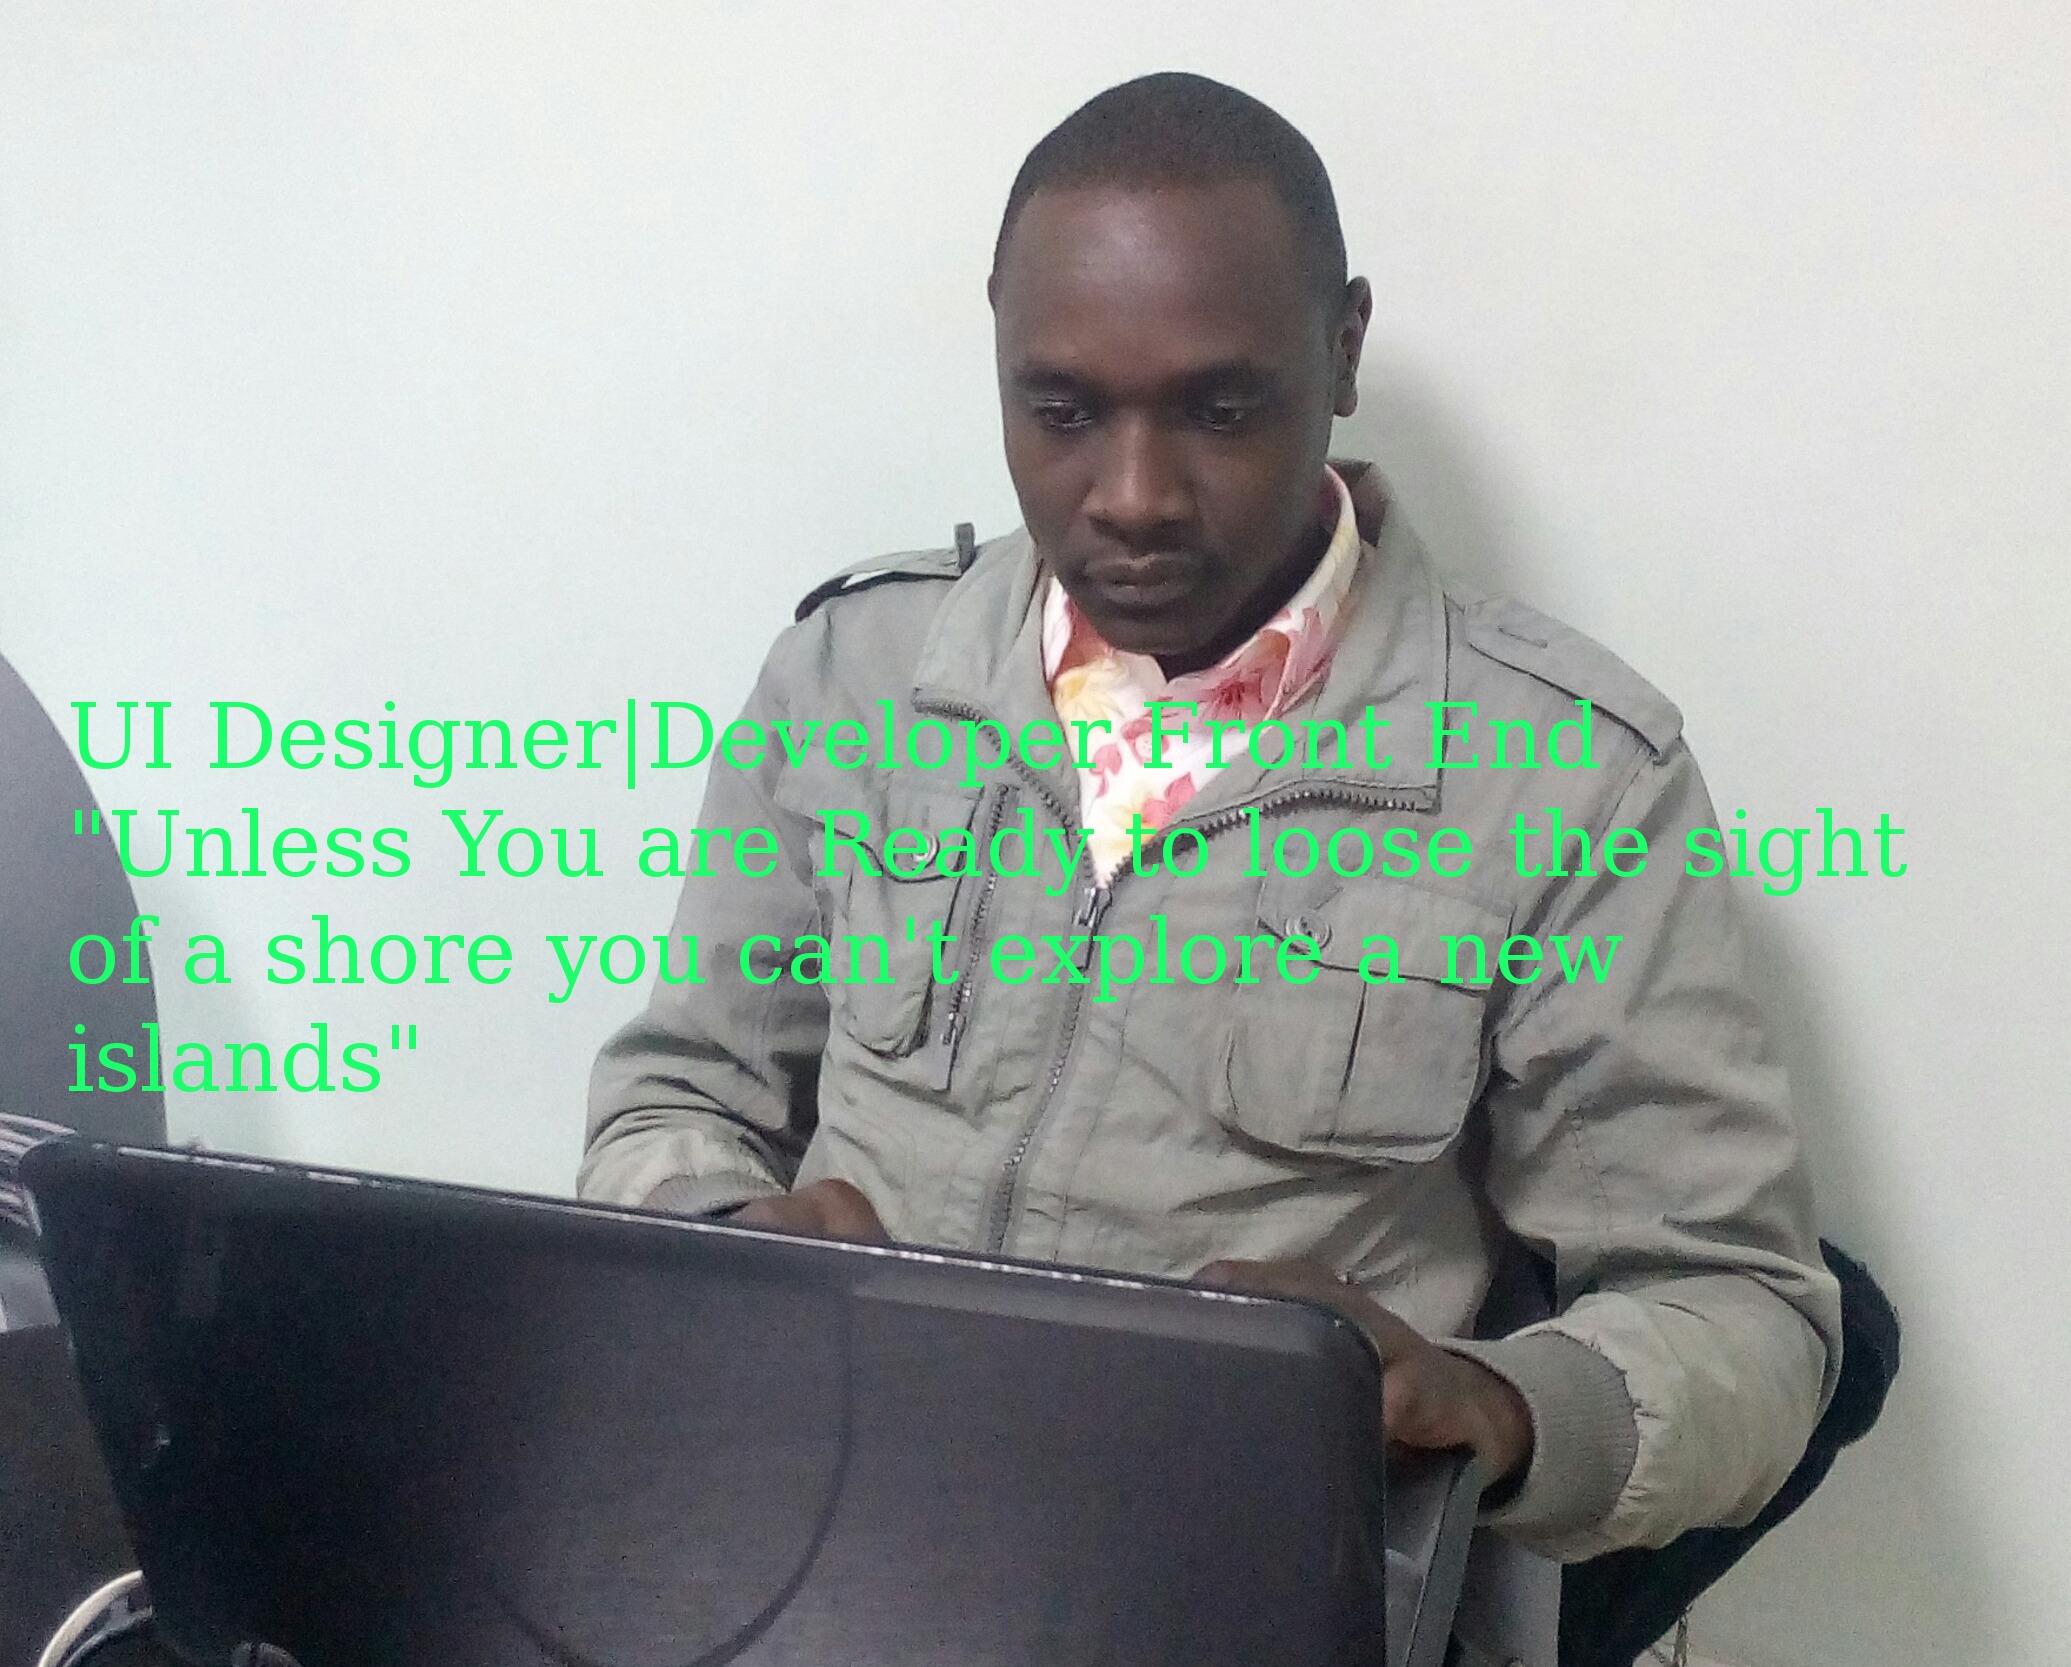 UI Designer|Developer Front End
"Unless You are Ready to loose the sight
of a shore you can't explore a new
islands"